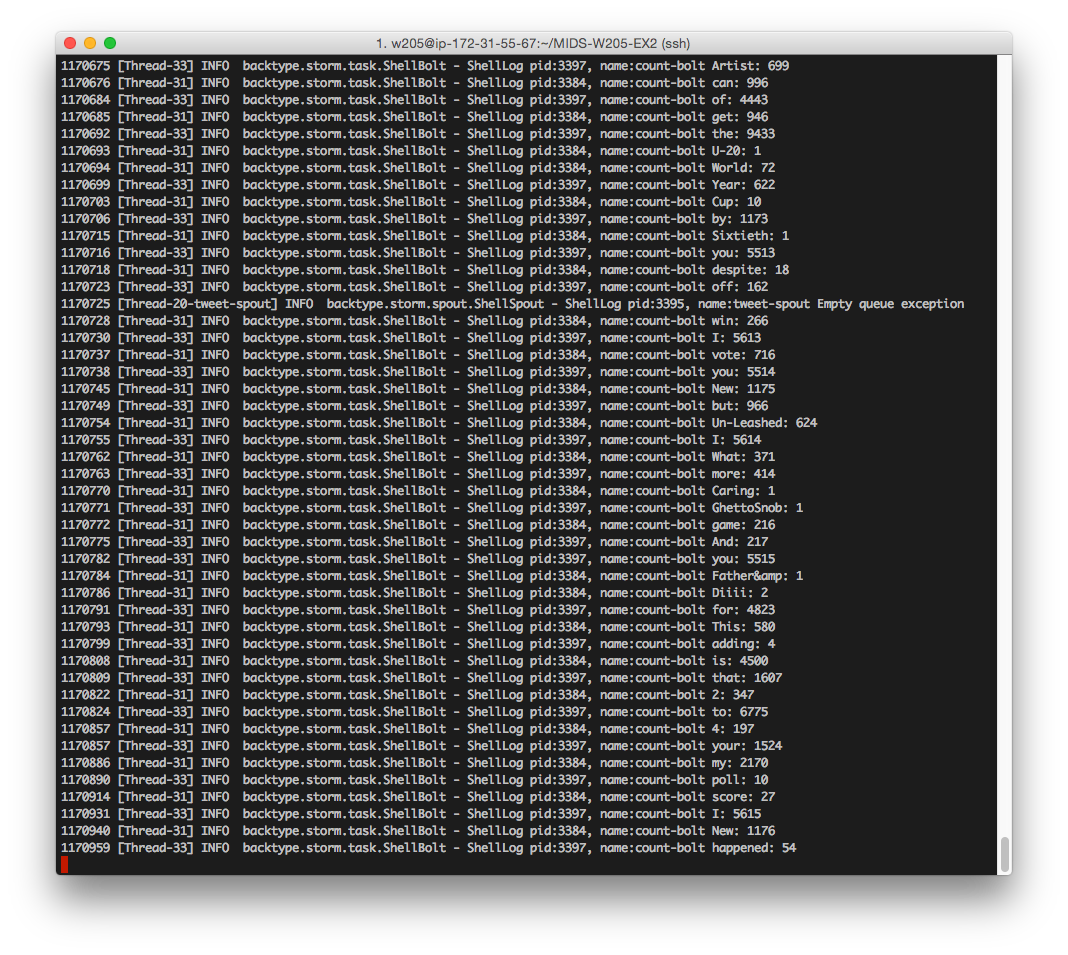 1. w205@ip-172-31-55-67:~/MIDS-W205-EX2 (ssh)
1170675 [Thread-33] INFO  backtype.storm.task.ShellBolt - ShellLog pid:3397, name:count-bolt Artist: 699
1170676 [Thread-31] INFO  backtype.storm.task.ShellBolt - ShellLog pid:3384, name:count-bolt can: 996
1170684 [Thread-33] INFO  backtype.storm.task.ShellBolt - ShellLog pid:3397, name:count-bolt of: 4443
1170685 [Thread-31] INFO  backtype.storm.task.ShellBolt - ShellLog pid:3384, name:count-bolt get: 946
1170692 [Thread-33] INFO  backtype.storm.task.ShellBolt - ShellLog pid:3397, name:count-bolt the: 9433
1170693 [Thread-31] INFO  backtype.storm.task.ShellBolt - ShellLog pid:3384, name:count-bolt U-20: 1
1170694 [Thread-31] INFO  backtype.storm.task.ShellBolt - ShellLog pid:3384, name:count-bolt World: 72
1170699 [Thread-33] INFO  backtype.storm.task.ShellBolt - ShellLog pid:3397, name:count-bolt Year: 622
1170703 [Thread-31] INFO  backtype.storm.task.ShellBolt - ShellLog pid:3384, name:count-bolt Cup: 10
1170706 [Thread-33] INFO  backtype.storm.task.ShellBolt - ShellLog pid:3397, name:count-bolt by: 1173
1170715 [Thread-31] INFO  backtype.storm.task.ShellBolt - ShellLog pid:3384, name:count-bolt Sixtieth: 1
1170716 [Thread-33] INFO  backtype.storm.task.ShellBolt - ShellLog pid:3397, name:count-bolt you: 5513
1170718 [Thread-31] INFO  backtype.storm.task.ShellBolt - ShellLog pid:3384, name:count-bolt despite: 18
1170723 [Thread-33] INFO  backtype.storm.task.ShellBolt - ShellLog pid:3397, name:count-bolt off: 162
1170725 [Thread-20-tweet-spout] INFO  backtype.storm.spout.ShellSpout - ShellLog pid:3395, name:tweet-spout Empty queue exception
1170728 [Thread-31] INFO  backtype.storm.task.ShellBolt - ShellLog pid:3384, name:count-bolt win: 266
1170730 [Thread-33] INFO  backtype.storm.task.ShellBolt - ShellLog pid:3397, name:count-bolt I: 5613
1170737 [Thread-31] INFO  backtype.storm.task.ShellBolt - ShellLog pid:3384, name:count-bolt vote: 716
1170738 [Thread-33] INFO  backtype.storm.task.ShellBolt - ShellLog pid:3397, name:count-bolt you: 5514
1170745 [Thread-31] INFO  backtype.storm.task.ShellBolt - ShellLog pid:3384, name:count-bolt New: 1175
1170749 [Thread-33] INFO  backtype.storm.task.ShellBolt - ShellLog pid:3397, name:count-bolt but: 966
1170754 [Thread-31] INFO  backtype.storm.task.ShellBolt - ShellLog pid:3384, name:count-bolt Un-Leashed: 624
1170755 [Thread-33] INFO  backtype.storm.task.ShellBolt - ShellLog pid:3397, name:count-bolt I: 5614
1170762 [Thread-31] INFO  backtype.storm.task.ShellBolt - ShellLog pid:3384, name:count-bolt What: 371
1170763 [Thread-33] INFO  backtype.storm.task.ShellBolt - ShellLog pid:3397, name:count-bolt more: 414
1170770 [Thread-31] INFO  backtype.storm.task.ShellBolt - ShellLog pid:3384, name:count-bolt Caring: 1
1170771 [Thread-33] INFO  backtype.storm.task.ShellBolt - ShellLog pid:3397, name:count-bolt GhettoSnob: 1
1170772 [Thread-31] INFO  backtype.storm.task.ShellBolt - ShellLog pid:3384, name:count-bolt game: 216
1170775 [Thread-33] INFO  backtype.storm.task.ShellBolt - ShellLog pid:3397, name:count-bolt And: 217
1170782 [Thread-33] INFO  backtype.storm.task.ShellBolt - ShellLog pid:3397, name:count-bolt you: 5515
1170784 [Thread-31] INFO  backtype.storm.task.ShellBolt - ShellLog pid:3384, name:count-bolt Father&amp: 1
1170786 [Thread-31] INFO  backtype.storm.task.ShellBolt - ShellLog pid:3384, name:count-bolt Diiii: 2
1170791 [Thread-33] INFO  backtype.storm.task.ShellBolt - ShellLog pid:3397, name:count-bolt for: 4823
1170793 [Thread-31] INFO  backtype.storm.task.ShellBolt - ShellLog pid:3384, name:count-bolt This: 580
1170799 [Thread-33] INFO  backtype.storm.task.ShellBolt - ShellLog pid:3397, name:count-bolt adding: 4
1170808 [Thread-31] INFO  backtype.storm.task.ShellBolt - ShellLog pid:3384, name:count-bolt is: 4500
1170809 [Thread-33] INFO  backtype.storm.task.ShellBolt - ShellLog pid:3397, name:count-bolt that: 1607
1170822 [Thread-31] INFO  backtype.storm.task.ShellBolt - ShellLog pid:3384, name:count-bolt 2: 347
1170824 [Thread-33] INFO  backtype.storm.task.ShellBolt - ShellLog pid:3397, name:count-bolt to: 6775
1170857 [Thread-31] INFO  backtype.storm.task.ShellBolt - ShellLog pid:3384, name:count-bolt 4: 197
1170857 [Thread-33] INFO  backtype.storm.task.ShellBolt - ShellLog pid:3397, name:count-bolt your: 1524
1170886 [Thread-31] INFO  backtype.storm.task.ShellBolt - ShellLog pid:3384, name:count-bolt my: 2170
1170890 [Thread-33] INFO  backtype.storm.task.ShellBolt - ShellLog pid:3397, name:count-bolt poll: 10
1170914 [Thread-31] INFO  backtype.storm.task.ShellBolt - ShellLog pid:3384, name:count-bolt score: 27
1170931 [Thread-33] INFO  backtype.storm.task.ShellBolt - ShellLog pid:3397, name:count-bolt I: 5615
1170940 [Thread-31] INFO  backtype.storm.task.ShellBolt - ShellLog pid:3384, name:count-bolt New: 1176
1170959 [Thread-33] INFO  backtype.storm.task.ShellBolt - ShellLog pid:3397, name:count-bolt happened: 54